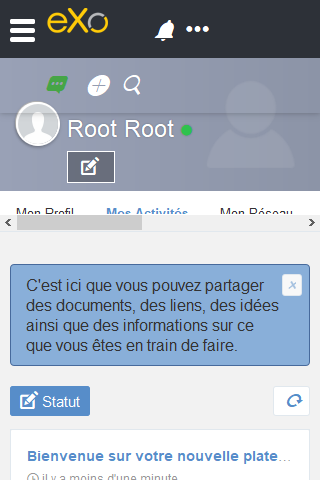 eXo
Root Root
Mon Profil Mes Activités Mon Réseau
C'est ici que vous pouvez partager
des documents, des liens, des idées
ainsi que des informations sur ce
que vous êtes en train de faire.
x
Statut
Bienvenue sur votre nouvelle plate...
il y a moins d'une minute